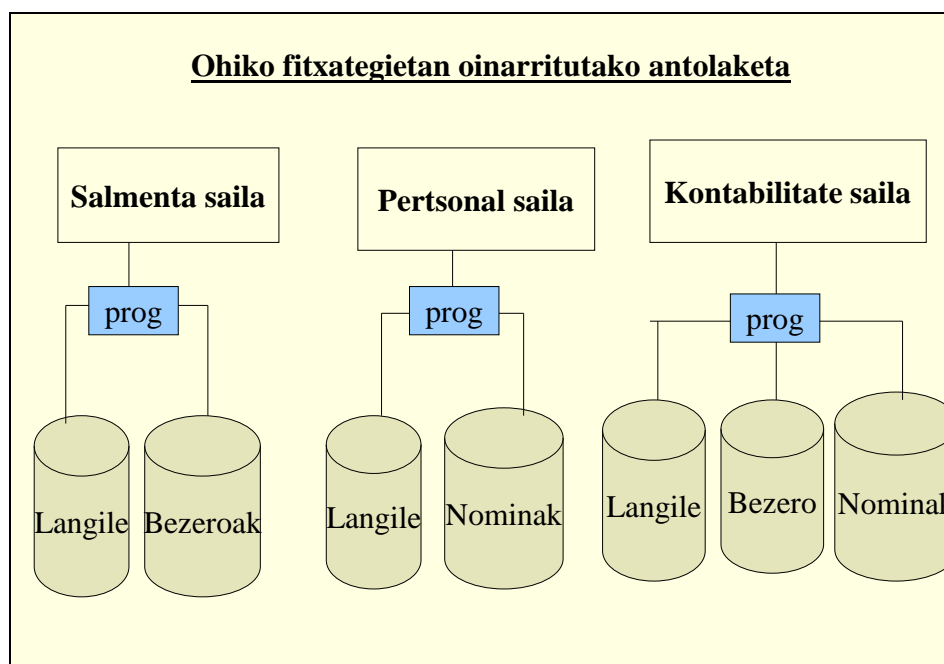 Ohiko fitxategietan oinarritutako antolaketa
Salmenta saila
Pertsonal saila
Kontabilitate saila
prog
prog
prog
Langile
Bezeroak
Langile
Nominak
Langile
Bezero
Nominak